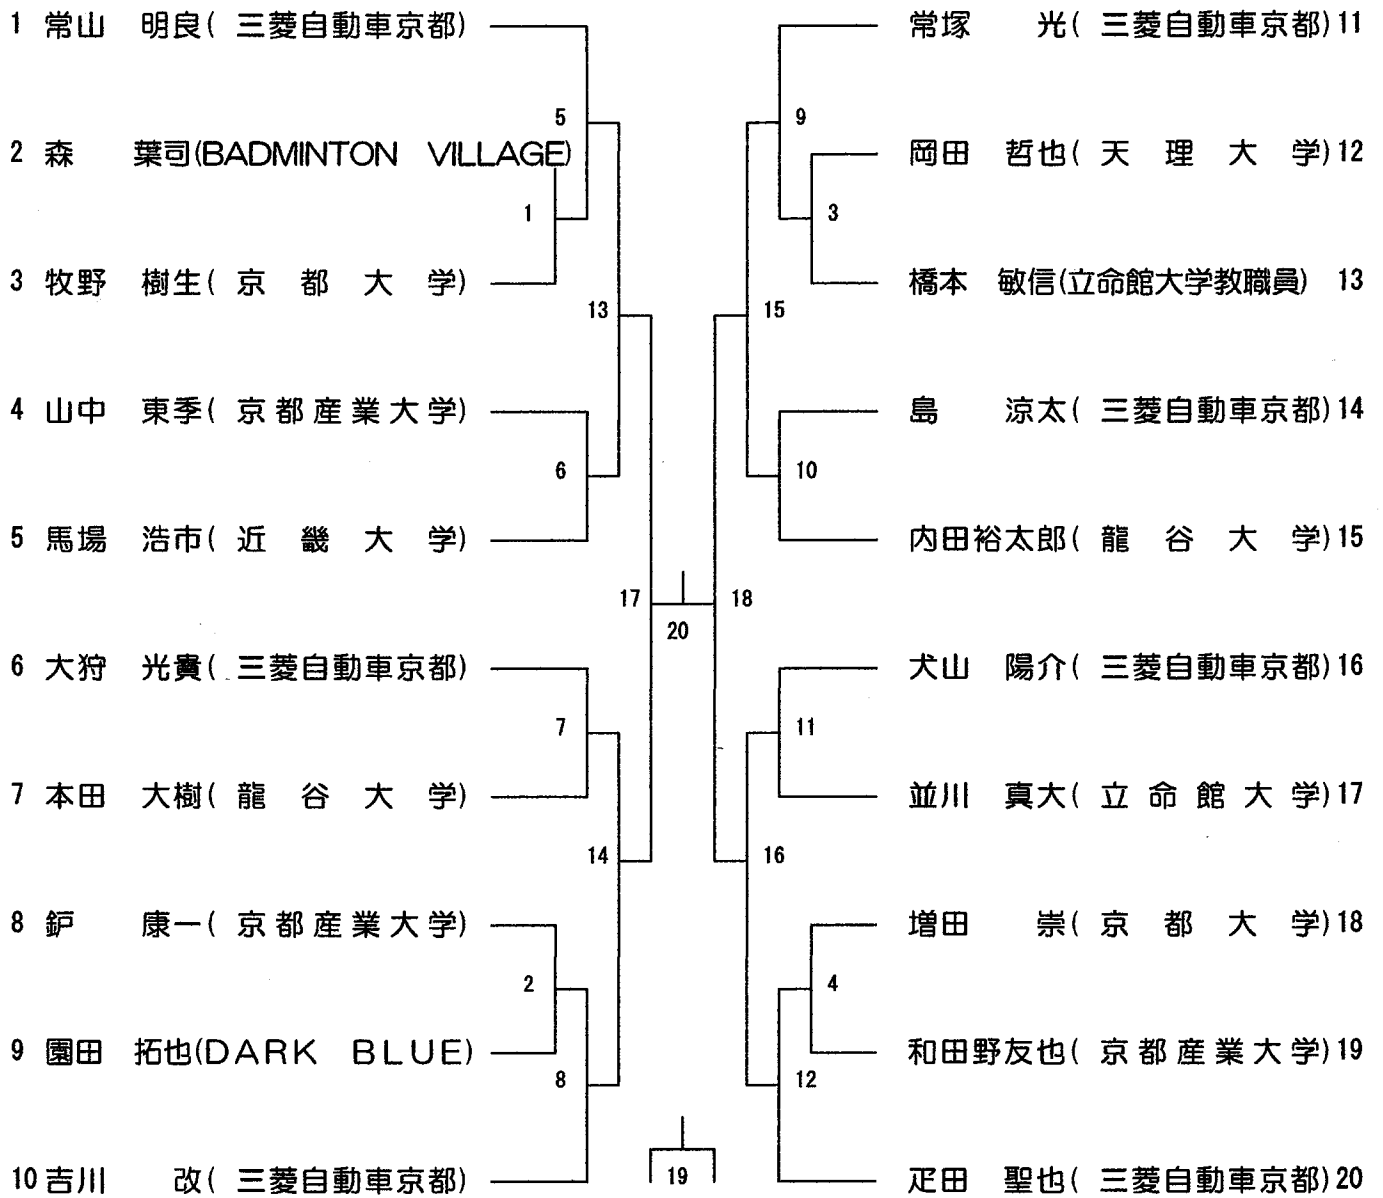 1 常山 明良( 三菱自動車京都)
5
2 森 葉司(BADMINTON VILLAGE)
1
3 牧野 樹生( 京 都 大 学)
13
4 山中 東季( 京都産業大学)
6
5 馬場 浩市( 近 畿 大 学)
17
6 大狩 光貴( 三菱自動車京都)
7
7 本田 大樹( 龍 谷 大 学)
14
8 鈩 康一( 京都産業大学)
2
9 園田 拓也(DARK BLUE)
8
10 吉川 改( 三菱自動車京都)
20
19
常塚 光( 三菱自動車京都) 11
9
岡田 哲也( 天 理 大 学) 12
3
橋本 敏信(立命館大学教職員) 13
15
島 涼太( 三菱自動車京都) 14
10
内田裕太郎( 龍 谷 大 学) 15
18
犬山 陽介( 三菱自動車京都) 16
11
並川 真大( 立 命 館 大 学) 17
16
増田 崇( 京 都 大 学) 18
4
和田野友也( 京都産業大学) 19
12
疋田 聖也( 三菱自動車京都) 20